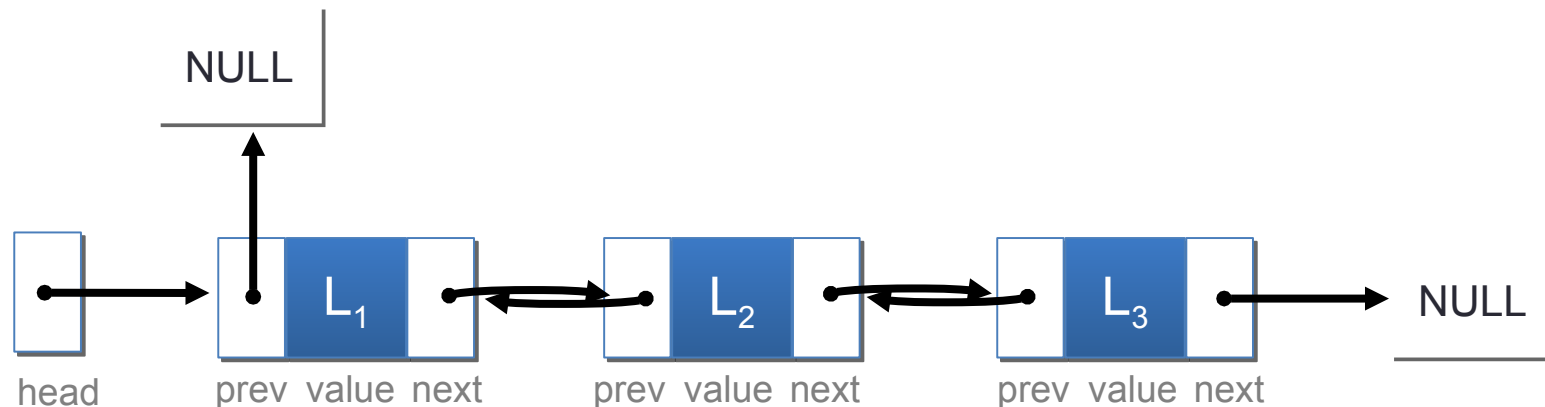 NULL
L₁ L₂ L₃ NULL
head prev value next prev value next prev value next